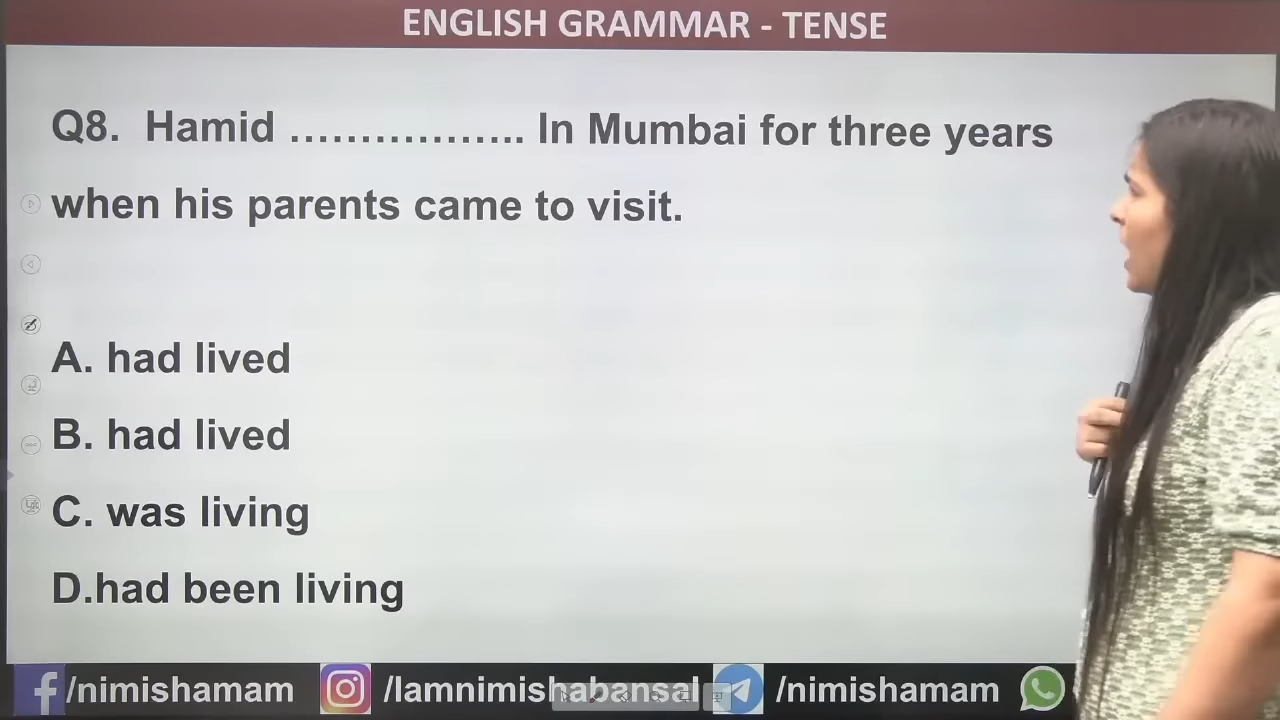 ENGLISH GRAMMAR - TENSE
Q8. Hamid ……………….. In Mumbai for three years
when his parents came to visit.
A. had lived
B. had lived
C. was living
D.had been living
/nimishamam
/Iamnimishabansal
/nimishamam